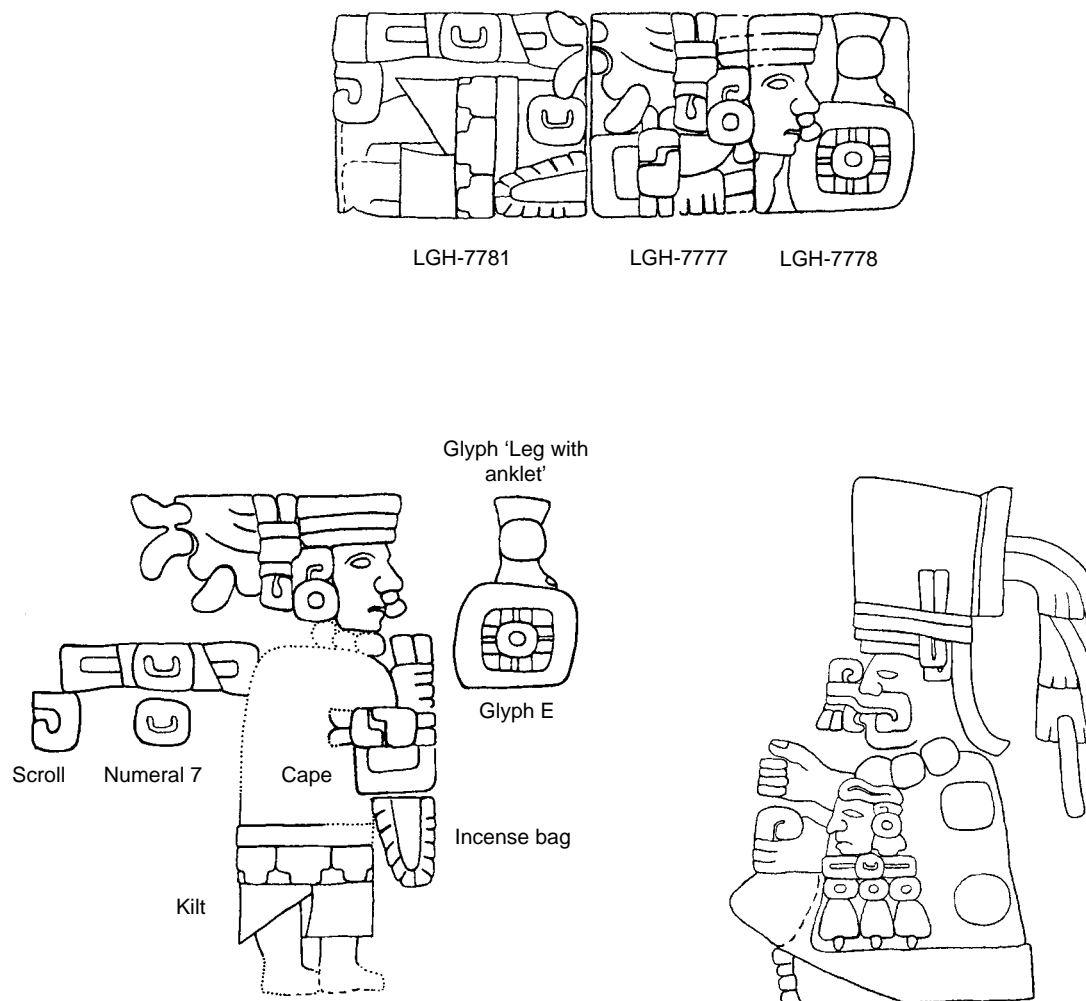 LGH-7781
LGH-7777
LGH-7778
Glyph ‘Leg with
anklet’
Glyph E
Scroll
Numeral 7
Cape
Incense bag
Kilt